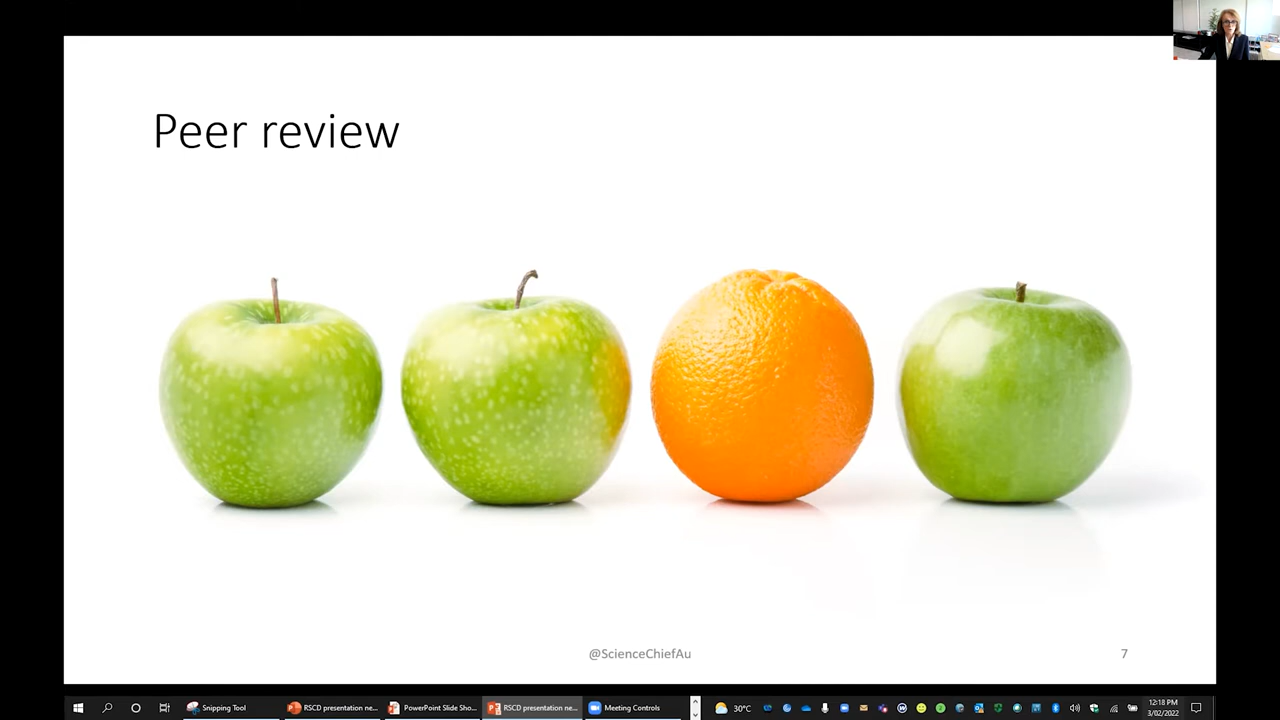 Peer review
@ScienceChiefAu
7
Snipping Tool
RSCD presentation ne...
PowerPoint Slide Sho...
RSCD presentation ne...
Meeting Controls
30°C
12:18 PM
3/02/2022